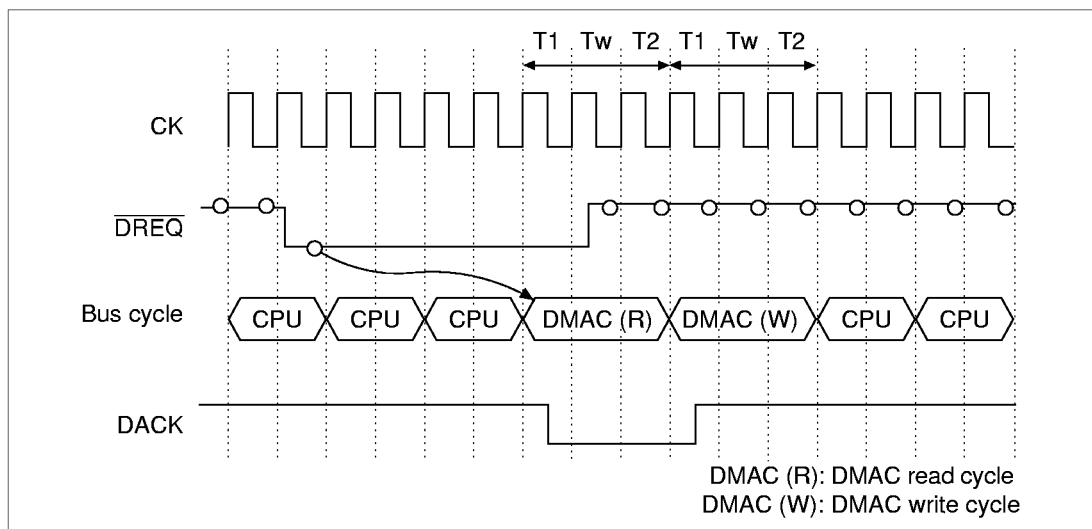 T1 Tw T2 T1 Tw T2
CK
DREQ
Bus cycle CPU CPU CPU DMAC (R) DMAC (W) CPU CPU
DACK
DMAC (R): DMAC read cycle
DMAC (W): DMAC write cycle